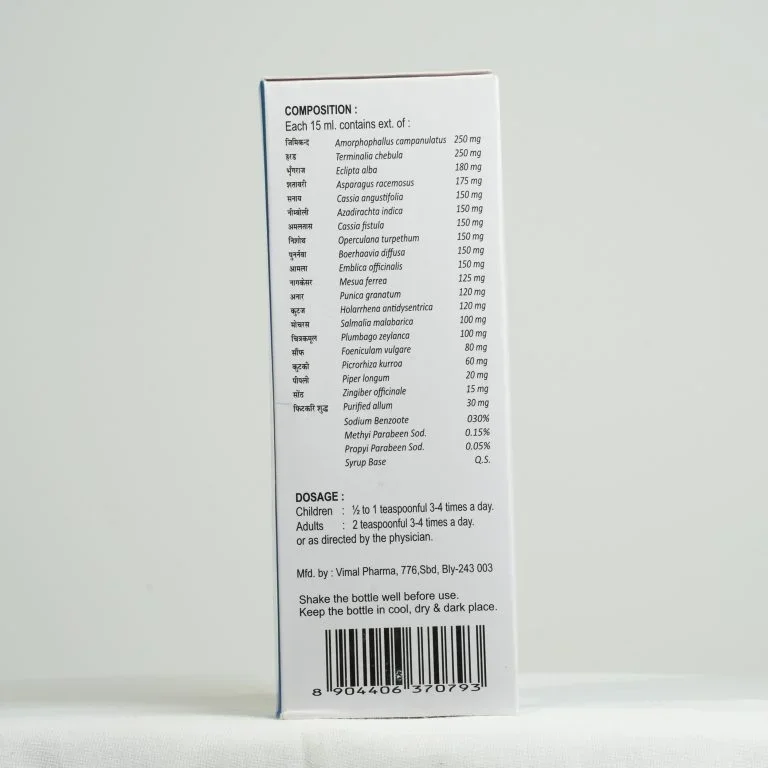 COMPOSITION :
Each 15 ml. contains ext. of :
जिमिकन्द Amorphophallus campanulatus 250 mg
हरड़ Terminalia chebula 250 mg
भृंगराज Eclipta alba 180 mg
शतावरी Asparagus racemosus 175 mg
सनाय Cassia angustifolia 150 mg
नीम्बोली Azadirachta indica 150 mg
अमलतास Cassia fistula 150 mg
निशोथ Operculana turpethum 150 mg
पुनर्नवा Boerhaavia diffusa 150 mg
आमला Emblica officinalis 150 mg
नागकेसर Mesua ferrea 125 mg
अनार Punica granatum 120 mg
कुटज Holarrhena antidysentrica 120 mg
मोचरस Salmalia malabarica 100 mg
चित्रकमूल Plumbago zeylanca 100 mg
सौंफ Foeniculam vulgare 80 mg
कुटकी Picrorhiza kurroa 60 mg
पीपली Piper longum 20 mg
सोंठ Zingiber officinale 15 mg
फिटकरि शुद्ध Purified allum 30 mg
Sodium Benzoote 030%
Methyi Parabeen Sod. 0.15%
Propyi Parabeen Sod. 0.05%
Syrup Base Q.S.
DOSAGE :
Children : ½ to 1 teaspoonful 3-4 times a day.
Adults : 2 teaspoonful 3-4 times a day.
or as directed by the physician.
Mfd. by : Vimal Pharma, 776,Sbd, Bly-243 003
Shake the bottle well before use.
Keep the bottle in cool, dry & dark place.
8 904406 370793